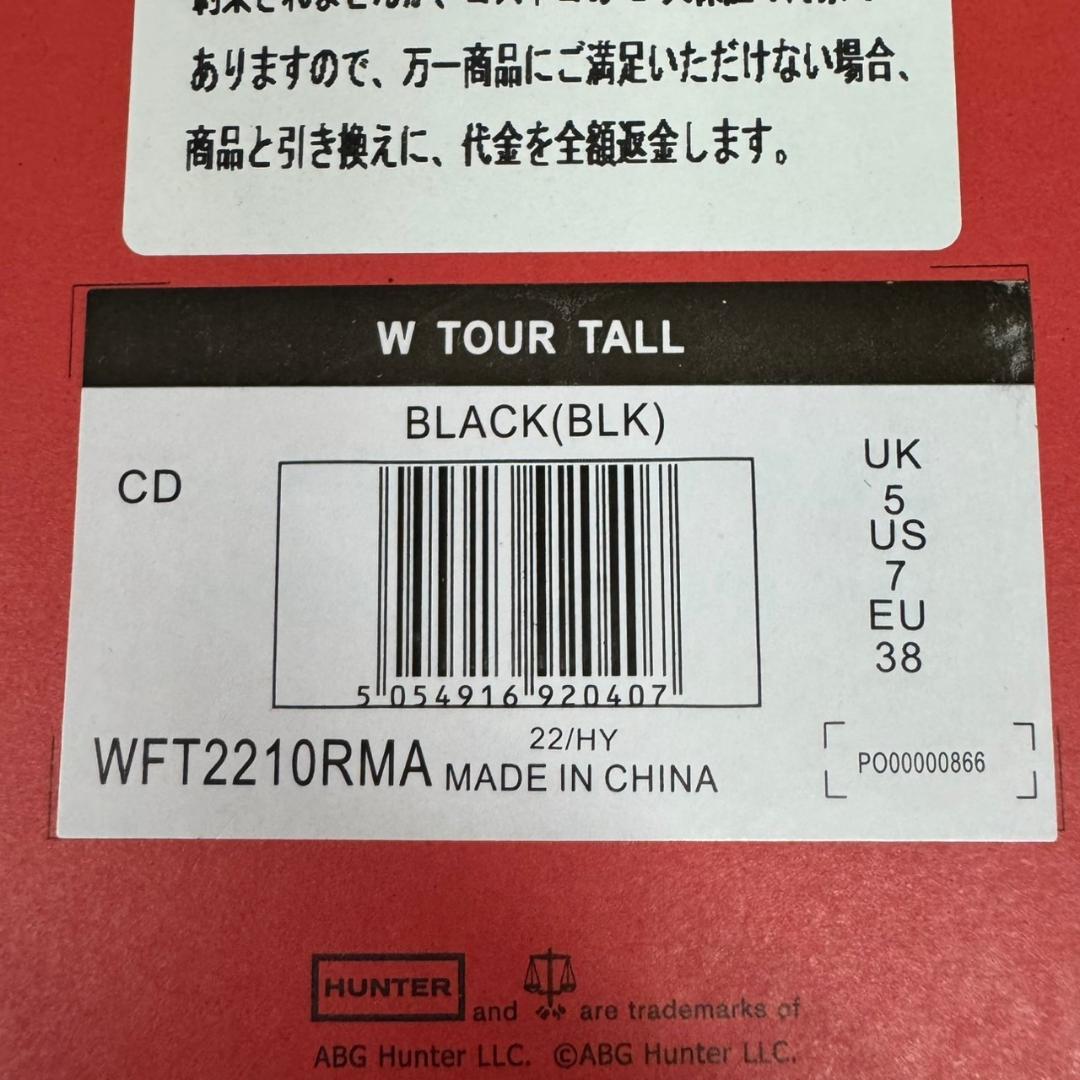 ありますので、万一商品にご満足いただけない場合、
商品と引き換えに、代金を全額返金します。
W TOUR TALL
BLACK(BLK)
CD
UK
5
US
7
EU
38
5 054916 920407
22/HY
WFT2210RMA MADE IN CHINA
PO00000866
HUNTER and are trademarks of
ABG Hunter LLC. ©ABG Hunter LLC.